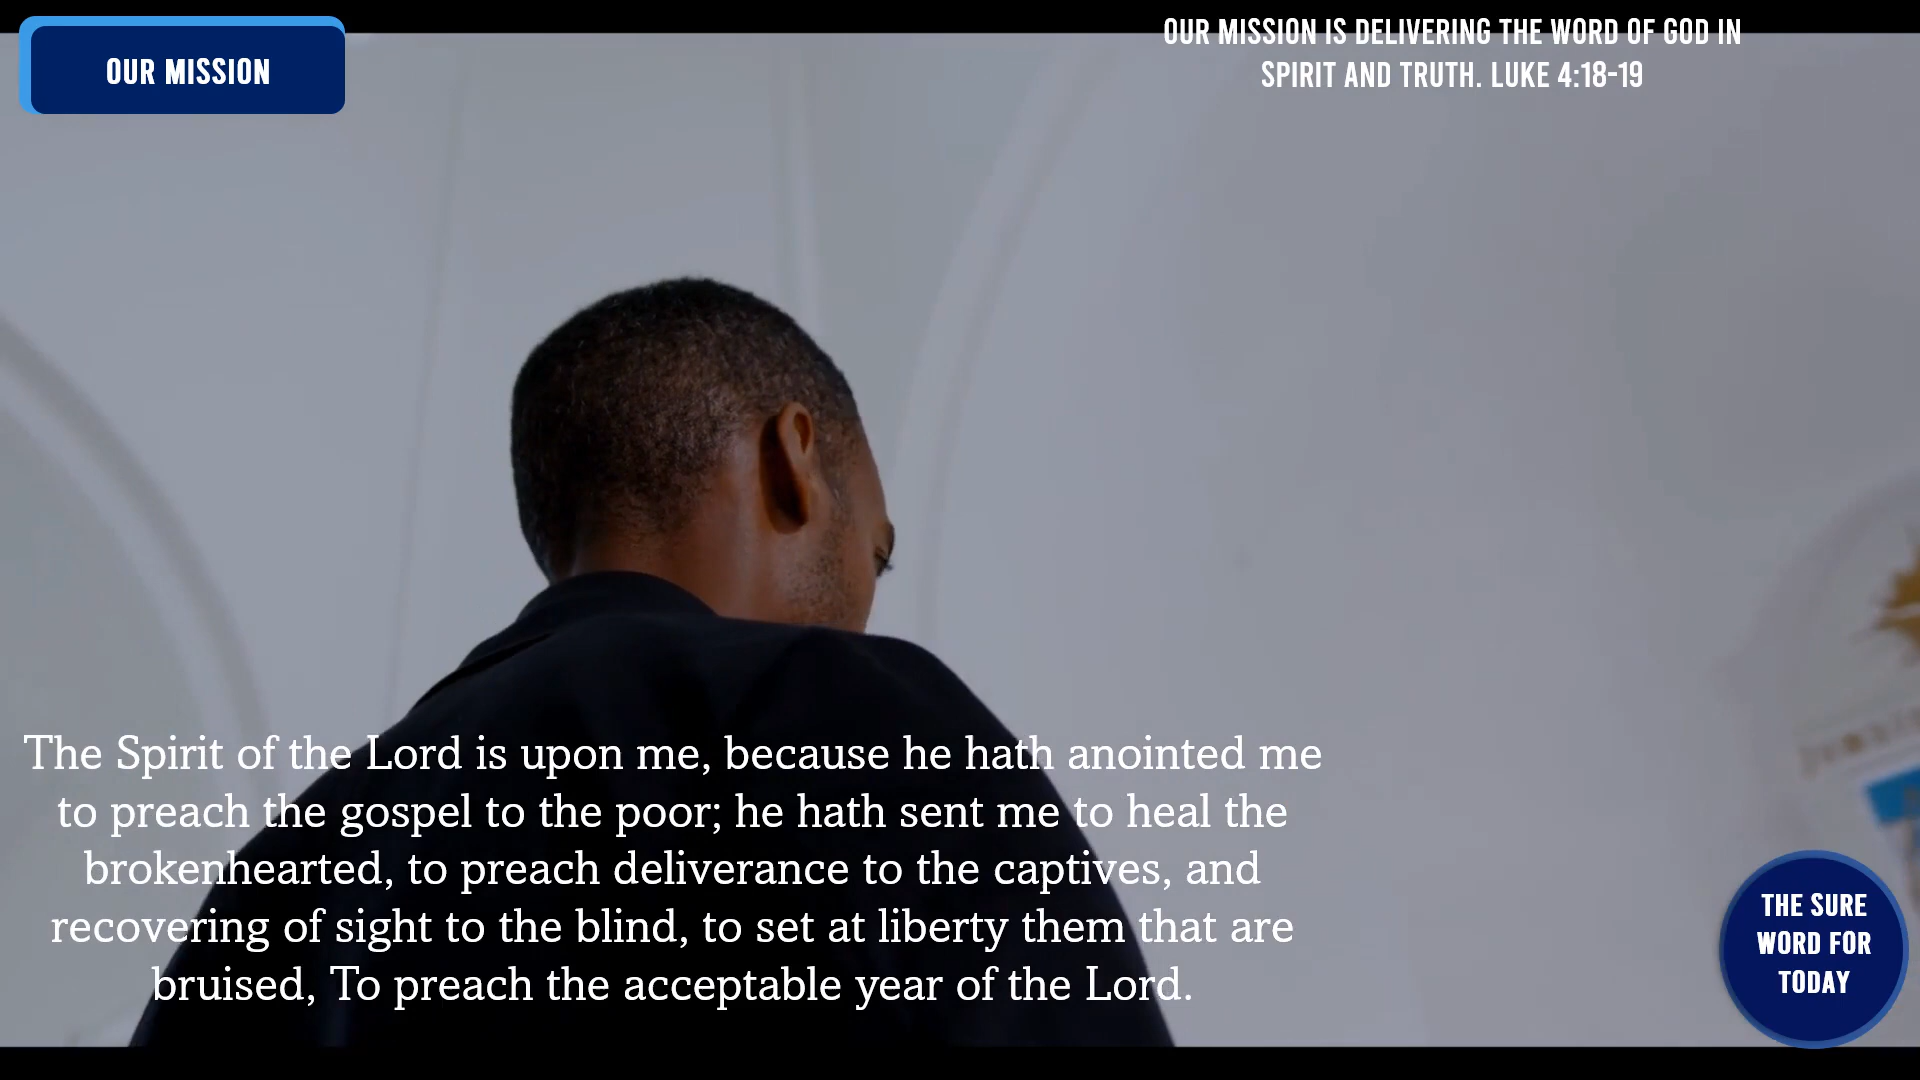 OUR MISSION
OUR MISSION IS DELIVERING THE WORD OF GOD IN
SPIRIT AND TRUTH. LUKE 4:18-19
The Spirit of the Lord is upon me, because he hath anointed me
to preach the gospel to the poor; he hath sent me to heal the
brokenhearted, to preach deliverance to the captives, and
recovering of sight to the blind, to set at liberty them that are
bruised, To preach the acceptable year of the Lord.
THE SURE
WORD FOR
TODAY